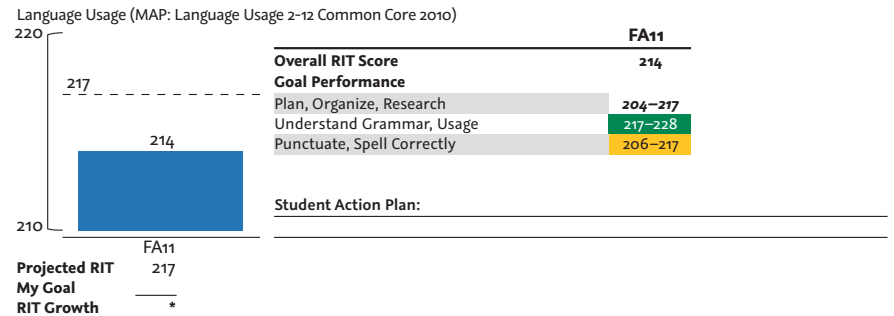 Language Usage (MAP: Language Usage 2-12 Common Core 2010)
220
217
214
210
FA11
Projected RIT 217
My Goal
RIT Growth *
FA11
Overall RIT Score 214
Goal Performance
Plan, Organize, Research 204–217
Understand Grammar, Usage 217–228
Punctuate, Spell Correctly 206–217
Student Action Plan: